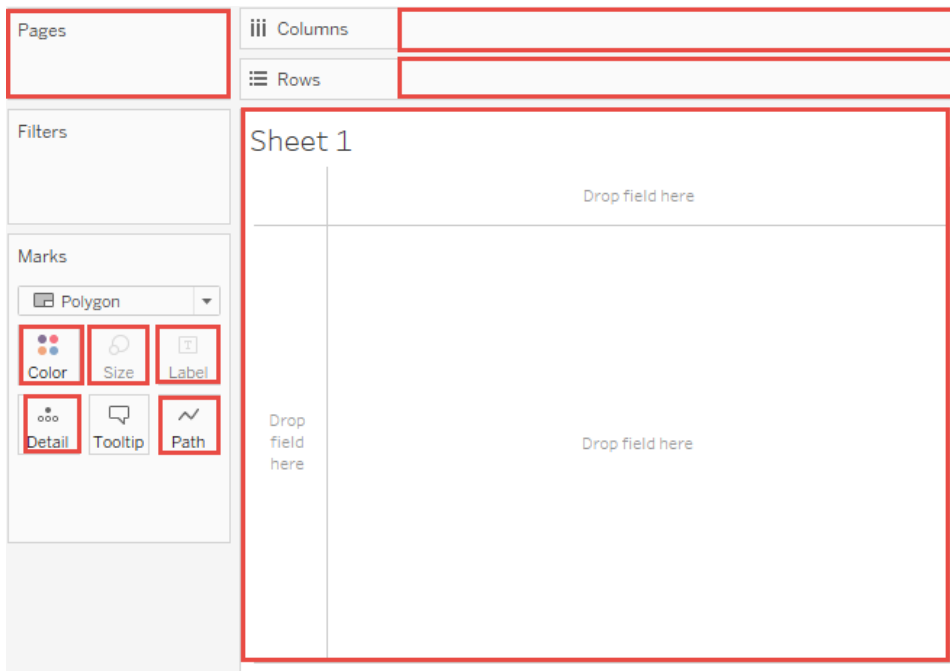 Pages
Columns
Rows
Filters
Sheet 1
Drop field here
Marks
Polygon
Color Size T Label
Detail Tooltip Path
Drop
field
here
Drop field here